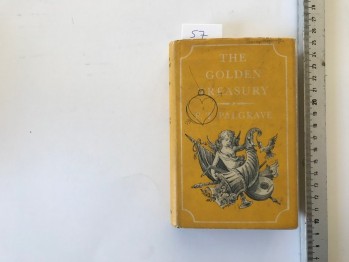 57
THE
GOLDEN
TREASURY
PALGRAVE